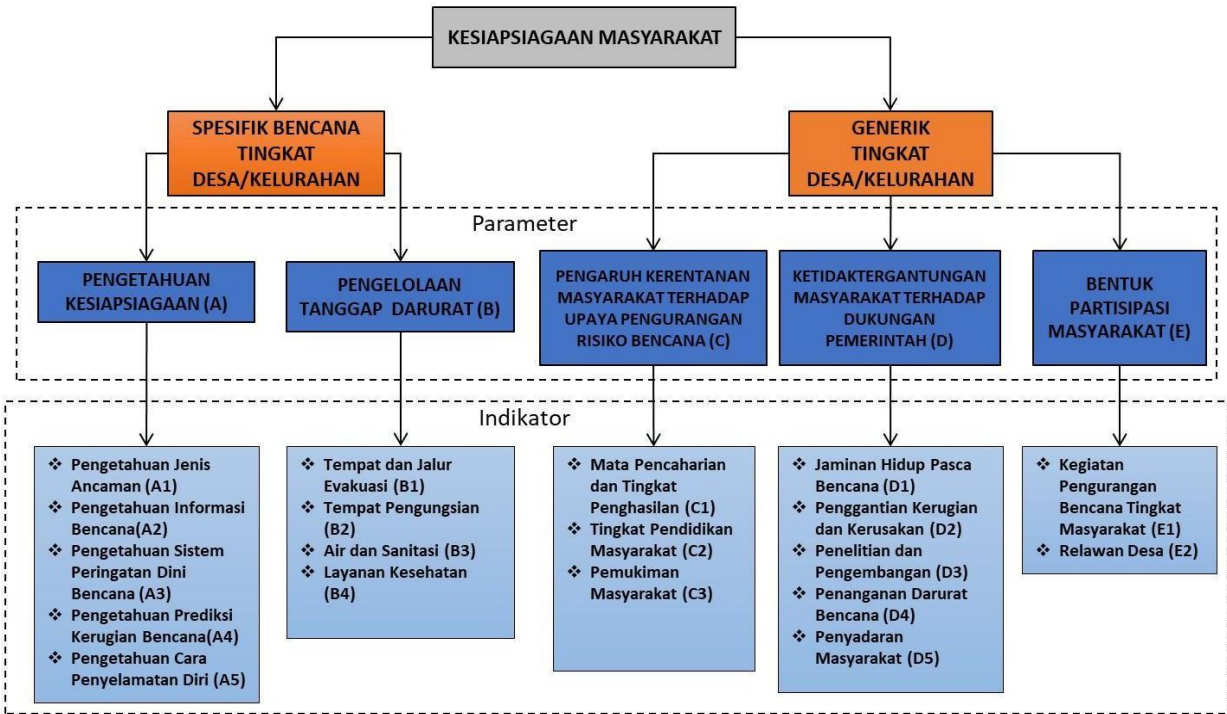 KESIAPSIAGAAN MASYARAKAT
SPESIFIK BENCANA
TINGKAT
DESA/KELURAHAN
GENERIK
TINGKAT
DESA/KELURAHAN
Parameter
PENGETAHUAN
KESIAPSIAGAAN (A)
PENGELOLAAN
TANGGAP DARURAT (B)
PENGARUH KERENTANAN
MASYARAKAT TERHADAP
UPAYA PENGURANGAN
RISIKO BENCANA (C)
KETIDAKTERGANTUNGAN
MASYARAKAT TERHADAP
DUKUNGAN
PEMERINTAH (D)
BENTUK
PARTISIPASI
MASYARAKAT (E)
Indikator
❖ Pengetahuan Jenis
Ancaman (A1)
❖ Pengetahuan Informasi
Bencana(A2)
❖ Pengetahuan Sistem
Peringatan Dini
Bencana (A3)
❖ Pengetahuan Prediksi
Kerugian Bencana(A4)
❖ Pengetahuan Cara
Penyelamatan Diri (A5)
❖ Tempat dan Jalur
Evakuasi (B1)
❖ Tempat Pengungsian
(B2)
❖ Air dan Sanitasi (B3)
❖ Layanan Kesehatan
(B4)
❖ Mata Pencaharian
dan Tingkat
Penghasilan (C1)
❖ Tingkat Pendidikan
Masyarakat (C2)
❖ Pemukiman
Masyarakat (C3)
❖ Jaminan Hidup Pasca
Bencana (D1)
❖ Penggantian Kerugian
dan Kerusakan (D2)
❖ Penelitian dan
Pengembangan (D3)
❖ Penanganan Darurat
Bencana (D4)
❖ Penyadaran
Masyarakat (D5)
❖ Kegiatan
Pengurangan
Bencana Tingkat
Masyarakat (E1)
❖ Relawan Desa (E2)